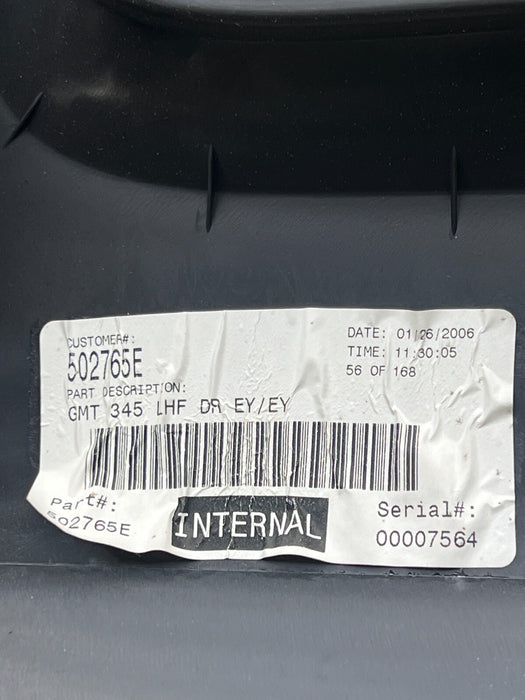 CUSTOMER#:
502765E
PART DESCRIPTION:
GMT 345 LHF DR EY/EY
DATE: 01/26/2006
TIME: 11:30:05
56 OF 168
Part#:
502765E
INTERNAL
Serial#:
00007564